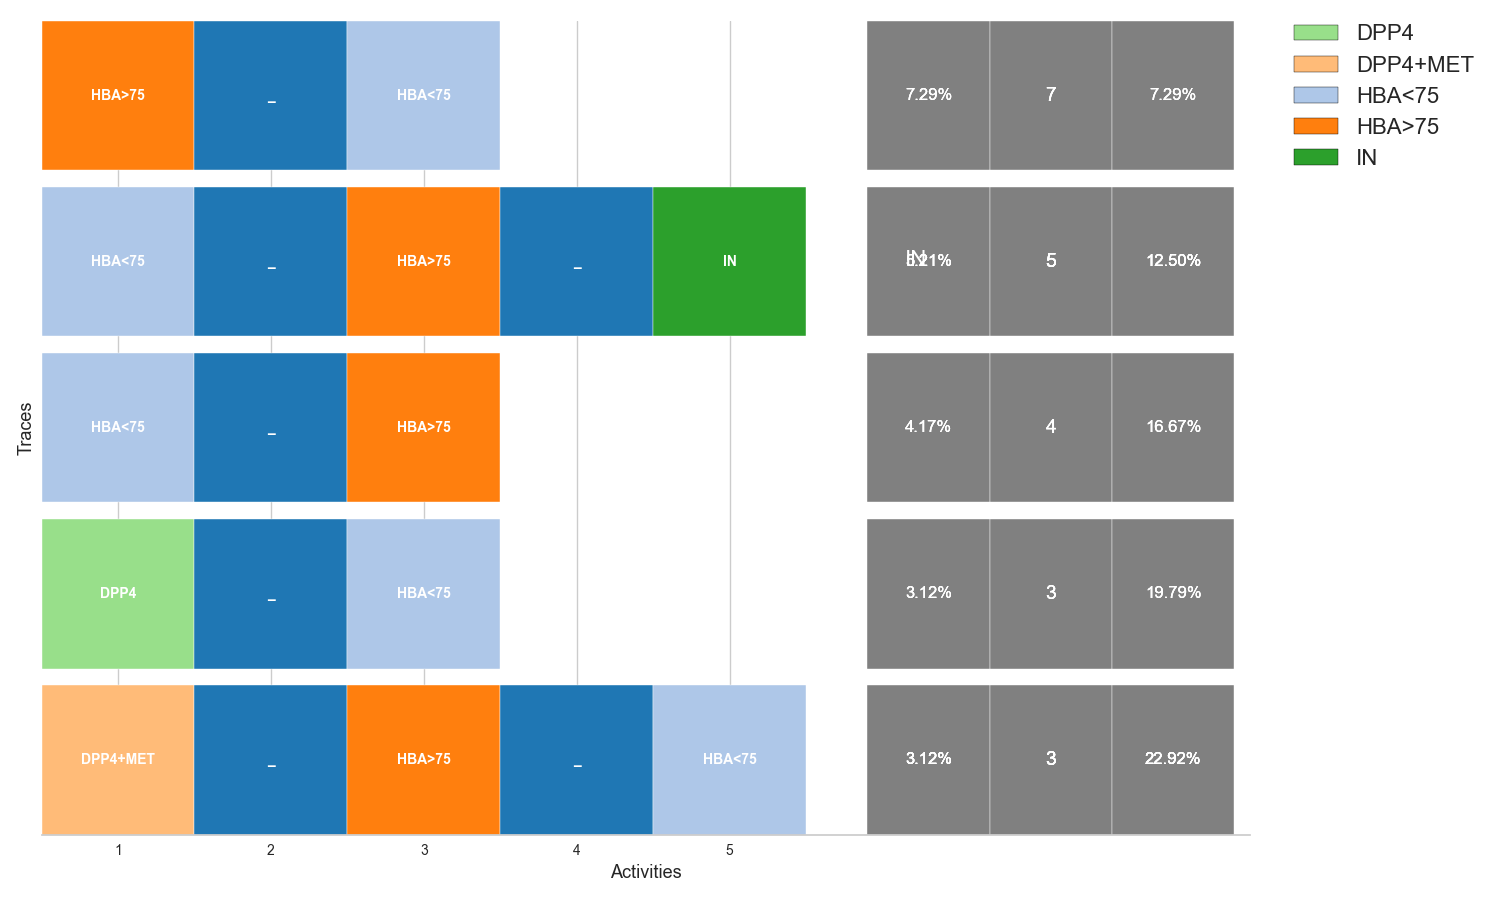 HBA>75 _ HBA<75 7.29% 7 7.29%
HBA<75 _ HBA>75 _ IN IN 5.21% 5 12.50%
HBA<75 _ HBA>75 4.17% 4 16.67%
DPP4 _ HBA<75 3.12% 3 19.79%
DPP4+MET _ HBA>75 _ HBA<75 3.12% 3 22.92%
Traces
1 2 3 4 5
Activities
DPP4
DPP4+MET
HBA<75
HBA>75
IN